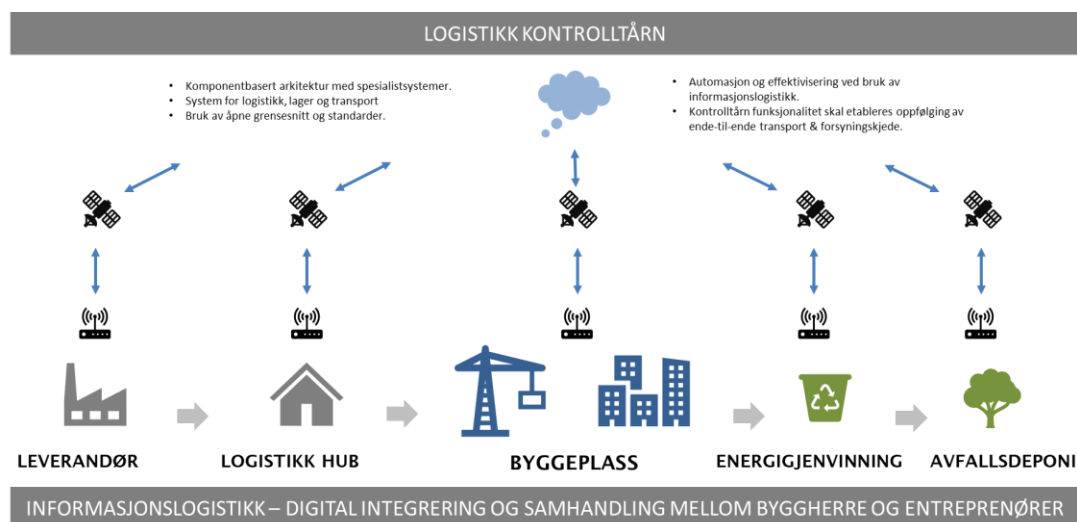 LOGISTIKK KONTROLLTÅRN
• Komponentbasert arkitektur med spesialistsystemer.
• System for logistikk, lager og transport
• Bruk av åpne grensesnitt og standarder.
• Automasjon og effektivisering ved bruk av
informasjonslogistikk.
• Kontrolltårn funksjonalitet skal etableres oppfølging av
ende-til-ende transport & forsyningskjede.
LEVERANDØR
LOGISTIKK HUB
BYGGEPLASS
ENERGIGJENVINNING
AVFALLSDEPONI
INFORMASJONSLOGISTIKK – DIGITAL INTEGRERING OG SAMHANDLING MELLOM BYGGHERRE OG ENTREPRENØRER